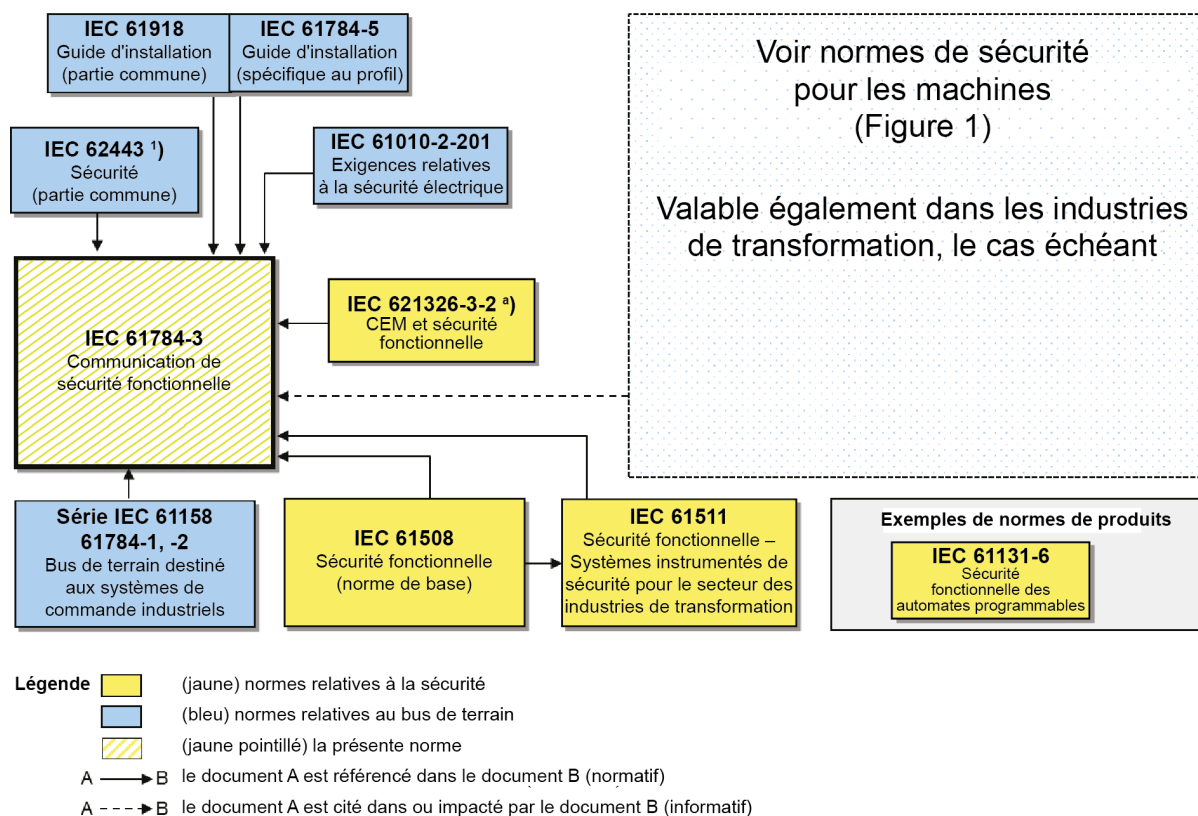 IEC 61918
Guide d'installation
(partie commune)
IEC 61784-5
Guide d'installation
(spécifique au profil)
Voir normes de sécurité
pour les machines
(Figure 1)
Valable également dans les industries
de transformation, le cas échéant
IEC 62443 ¹)
Sécurité
(partie commune)
IEC 61010-2-201
Exigences relatives
à la sécurité électrique
IEC 61784-3
Communication de
sécurité fonctionnelle
IEC 621326-3-2 ᵃ)
CEM et sécurité
fonctionnelle
Série IEC 61158
61784-1, -2
Bus de terrain destiné
aux systèmes de
commande industriels
IEC 61508
Sécurité fonctionnelle
(norme de base)
IEC 61511
Sécurité fonctionnelle –
Systèmes instrumentés de
sécurité pour le secteur des
industries de transformation
Exemples de normes de produits
IEC 61131-6
Sécurité
fonctionnelle des
automates programmables
Légende
(jaune) normes relatives à la sécurité
(bleu) normes relatives au bus de terrain
(jaune pointillé) la présente norme
A B le document A est référencé dans le document B (normatif)
A B le document A est cité dans ou impacté par le document B (informatif)